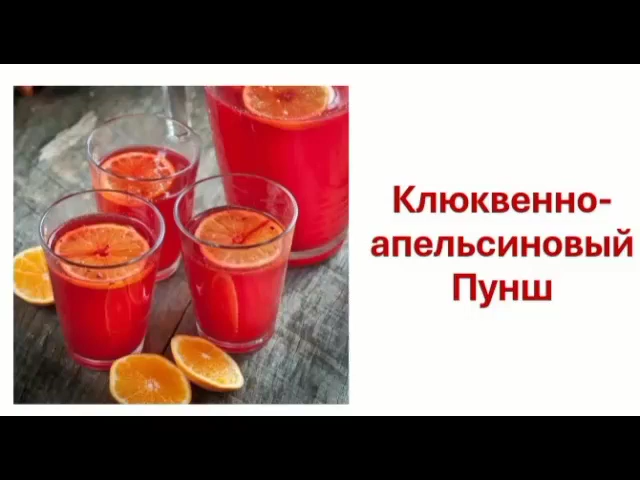 Клюквенно-
апельсиновый
Пунш